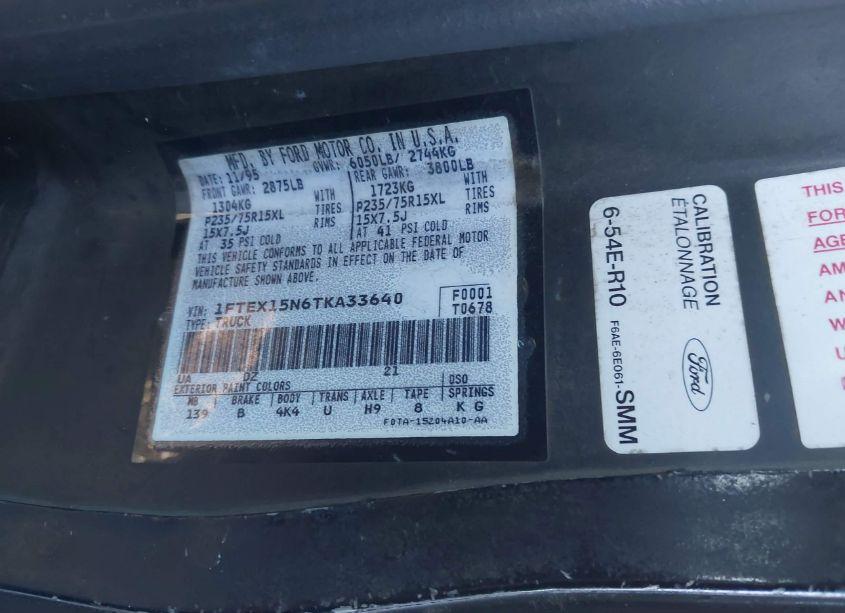 MFD. BY FORD MOTOR CO. IN U.S.A.
DATE: 11/95 GVWR: 6050LB/ 2744KG
FRONT GAWR: 2875LB REAR GAWR: 3800LB
1304KG WITH 1723KG WITH
P235/75R15XL TIRES P235/75R15XL TIRES
15X7.5J RIMS 15X7.5J RIMS
AT 35 PSI COLD AT 41 PSI COLD
THIS VEHICLE CONFORMS TO ALL APPLICABLE FEDERAL MOTOR
VEHICLE SAFETY STANDARDS IN EFFECT ON THE DATE OF
MANUFACTURE SHOWN ABOVE.
VIN: 1FTEX15N6TKA33640 F0001
TYPE: TRUCK T0678
UA DZ 21
EXTERIOR PAINT COLORS DSO
WB BRAKE BODY TRANS AXLE TAPE SPRINGS
139 B 4K4 U H9 8 K G
F0TA-15204A10-AA
CALIBRATION
ÉTALONNAGE
Ford
6-54E-R10 F6AE-6E061-SMM
THIS
FOR
AGE
AM
AN
W
U